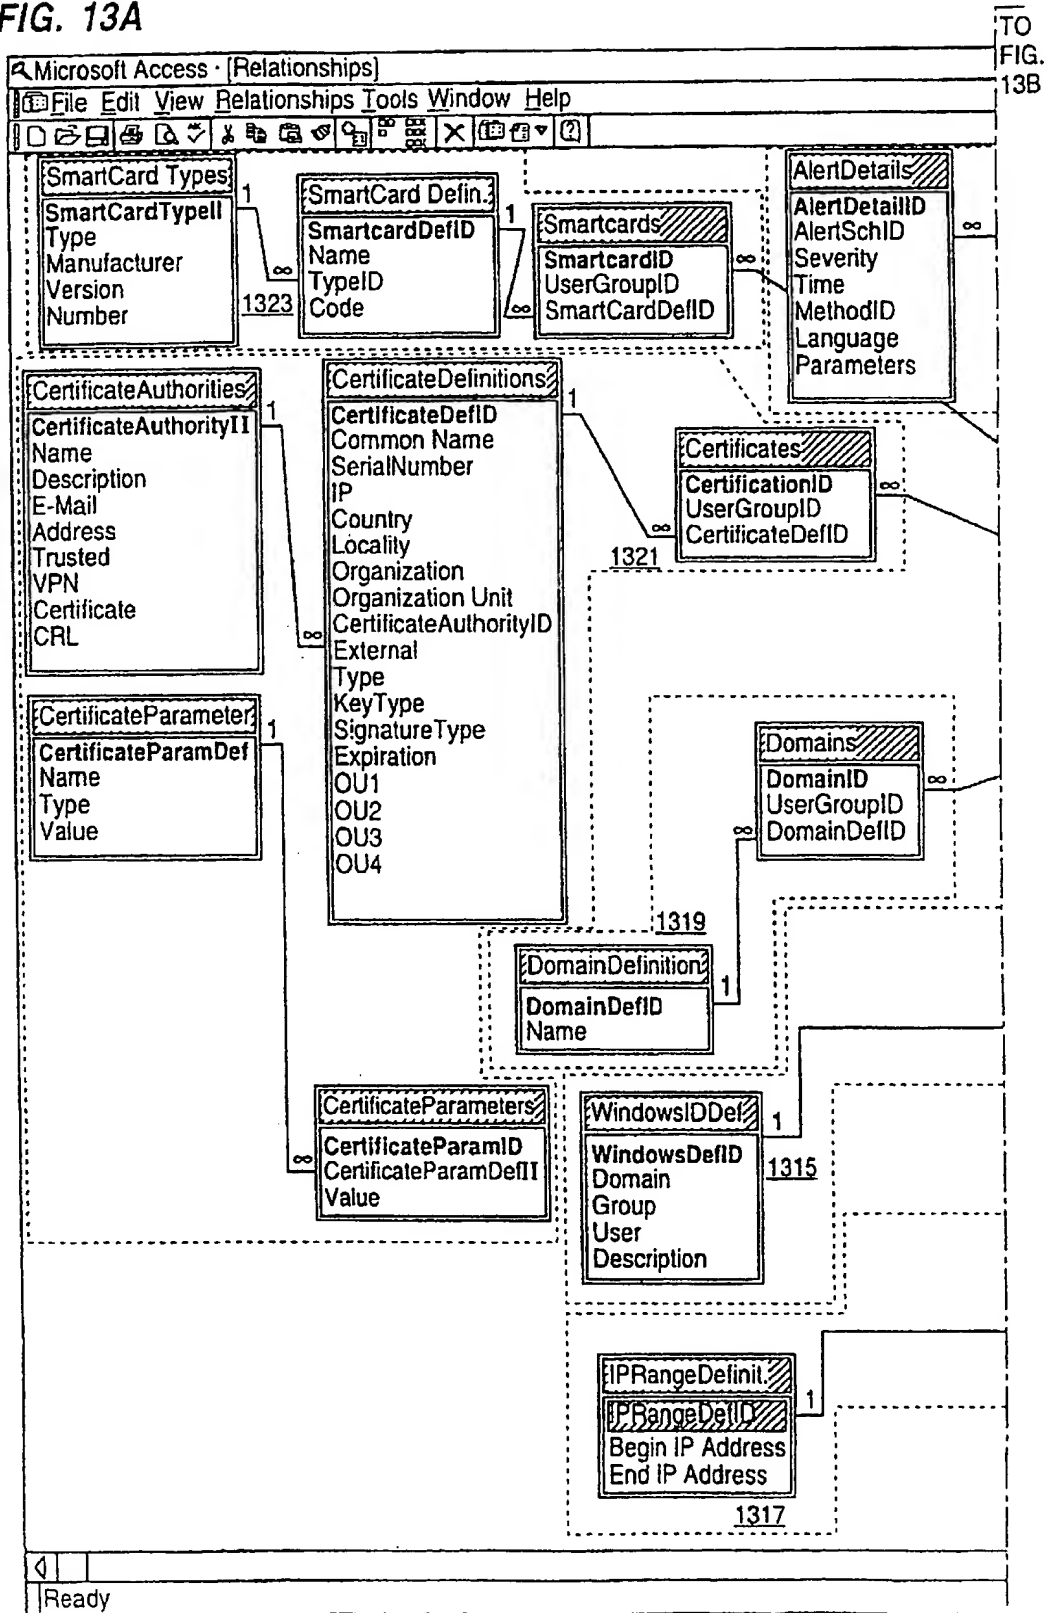 FIG. 13A
TO
FIG.
13B
Microsoft Access · [Relationships]
File Edit View Relationships Tools Window Help
SmartCard Types
SmartCardTypeII
Type
Manufacturer
Version
Number
1
∞
1323
SmartCard Defin.
SmartcardDefID
Name
TypeID
Code
1
∞
Smartcards
SmartcardID
UserGroupID
SmartCardDefID
∞
AlertDetails
AlertDetailID
AlertSchID
Severity
Time
MethodID
Language
Parameters
∞
CertificateAuthorities
CertificateAuthorityII
Name
Description
E-Mail
Address
Trusted
VPN
Certificate
CRL
1
∞
CertificateDefinitions
CertificateDefID
Common Name
SerialNumber
IP
Country
Locality
Organization
Organization Unit
CertificateAuthorityID
External
Type
KeyType
SignatureType
Expiration
OU1
OU2
OU3
OU4
1
∞
1321
Certificates
CertificationID
UserGroupID
CertificateDefID
∞
CertificateParameter
CertificateParamDef
Name
Type
Value
1
∞
Domains
DomainID
UserGroupID
DomainDefID
∞
∞
1319
DomainDefinition
DomainDefID
Name
1
CertificateParameters
CertificateParamID
CertificateParamDefII
Value
WindowsIDDef
WindowsDefID
Domain
Group
User
Description
1
1315
IPRangeDefinit.
IPRangeDefID
Begin IP Address
End IP Address
1
1317
Ready